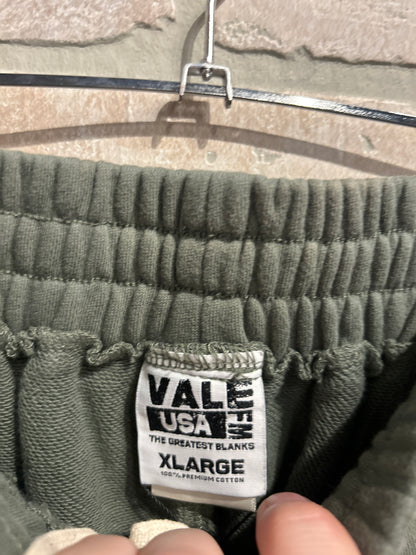 VALE
FM
USA
THE GREATEST BLANKS
XLARGE
100% PREMIUM COTTON